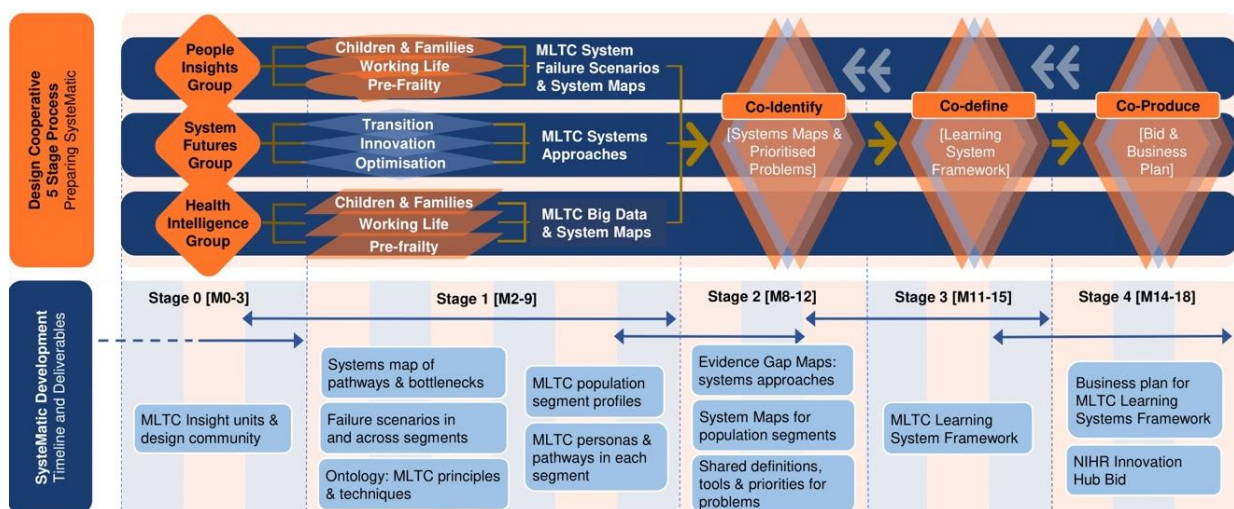 Design Cooperative
5 Stage Process
Preparing SysteMatic
People
Insights
Group
Children & Families
Working Life
Pre-Frailty
MLTC System
Failure Scenarios
& System Maps
System
Futures
Group
Transition
Innovation
Optimisation
MLTC Systems
Approaches
Health
Intelligence
Group
Children & Families
Working Life
Pre-frailty
MLTC Big Data
& System Maps
Co-Identify
[Systems Maps &
Prioritised
Problems]
Co-define
[Learning
System
Framework]
Co-Produce
[Bid &
Business
Plan]
SysteMatic Development
Timeline and Deliverables
Stage 0 [M0-3]
MLTC Insight units &
design community
Stage 1 [M2-9]
Systems map of
pathways & bottlenecks
Failure scenarios in
and across segments
Ontology: MLTC principles
& techniques
MLTC population
segment profiles
MLTC personas &
pathways in each
segment
Stage 2 [M8-12]
Evidence Gap Maps:
systems approaches
System Maps for
population segments
Shared definitions,
tools & priorities for
problems
Stage 3 [M11-15]
MLTC Learning
System Framework
Stage 4 [M14-18]
Business plan for
MLTC Learning
Systems Framework
NIHR Innovation
Hub Bid